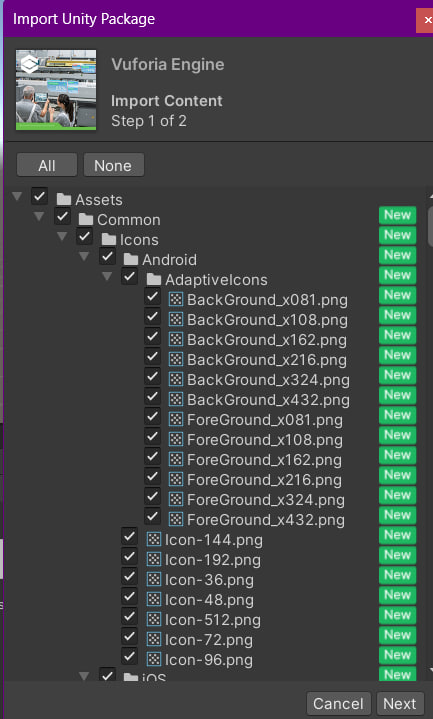 Import Unity Package
Vuforia Engine
Import Content
Step 1 of 2
All None
Assets
Common New
Icons New
Android New
AdaptiveIcons New
BackGround_x081.png New
BackGround_x108.png New
BackGround_x162.png New
BackGround_x216.png New
BackGround_x324.png New
BackGround_x432.png New
ForeGround_x081.png New
ForeGround_x108.png New
ForeGround_x162.png New
ForeGround_x216.png New
ForeGround_x324.png New
ForeGround_x432.png New
Icon-144.png New
Icon-192.png New
Icon-36.png New
Icon-48.png New
Icon-512.png New
Icon-72.png New
Icon-96.png New
iOS New
Cancel Next